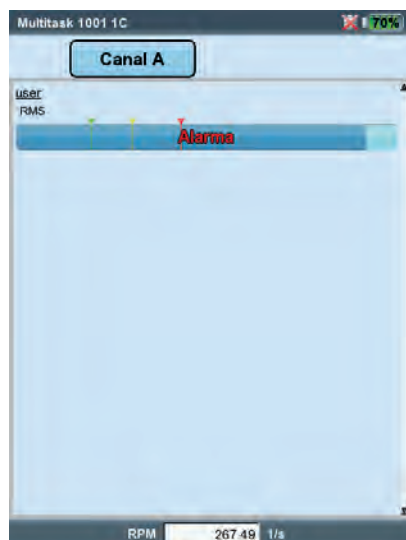 Multitask 1001 1C 70%
Canal A
user
RMS
Alarma
RPM 267.49 1/s